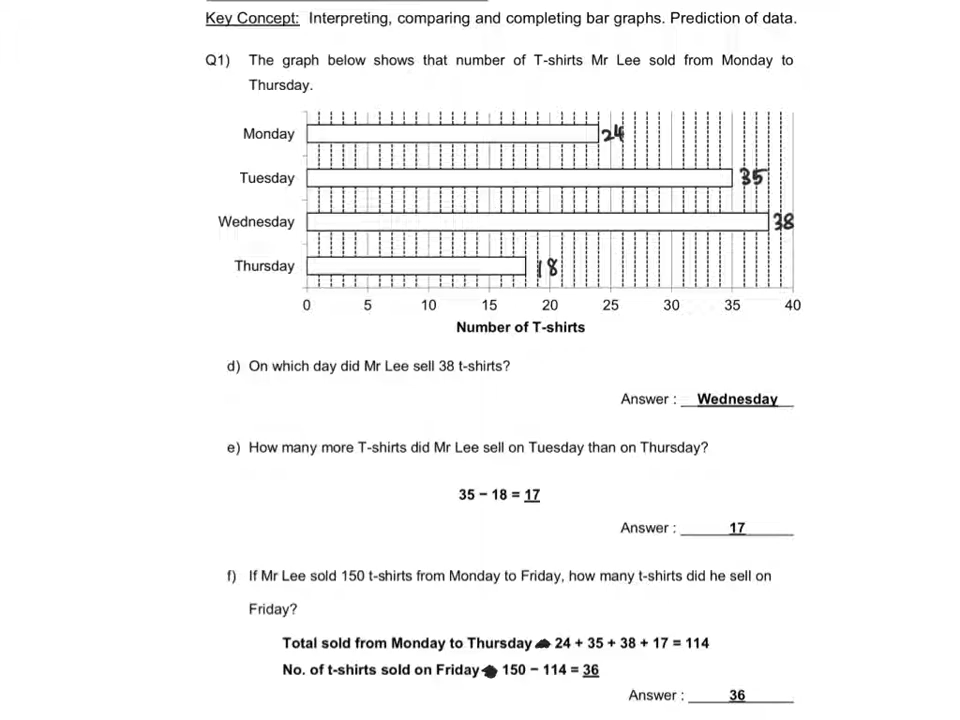 Key Concept: Interpreting, comparing and completing bar graphs. Prediction of data.
Q1) The graph below shows that number of T-shirts Mr Lee sold from Monday to
Thursday.
Monday 24
Tuesday 35
Wednesday 38
Thursday 18
0 5 10 15 20 25 30 35 40
Number of T-shirts
d) On which day did Mr Lee sell 38 t-shirts?
Answer : Wednesday
e) How many more T-shirts did Mr Lee sell on Tuesday than on Thursday?
35 − 18 = 17
Answer : 17
f) If Mr Lee sold 150 t-shirts from Monday to Friday, how many t-shirts did he sell on
Friday?
Total sold from Monday to Thursday 24 + 35 + 38 + 17 = 114
No. of t-shirts sold on Friday 150 − 114 = 36
Answer : 36